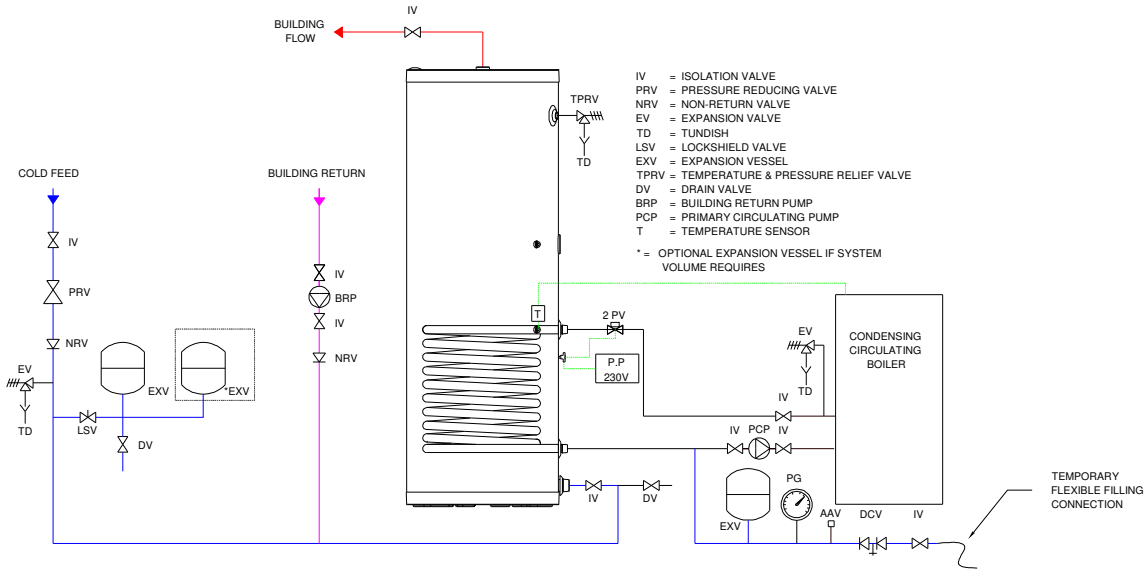 IV
BUILDING
FLOW
IV = ISOLATION VALVE
PRV = PRESSURE REDUCING VALVE
NRV = NON-RETURN VALVE
EV = EXPANSION VALVE
TD = TUNDISH
LSV = LOCKSHIELD VALVE
EXV = EXPANSION VESSEL
TPRV = TEMPERATURE & PRESSURE RELIEF VALVE
DV = DRAIN VALVE
BRP = BUILDING RETURN PUMP
PCP = PRIMARY CIRCULATING PUMP
T = TEMPERATURE SENSOR
* = OPTIONAL EXPANSION VESSEL IF SYSTEM
VOLUME REQUIRES
TPRV
TD
COLD FEED
BUILDING RETURN
IV
PRV
NRV
EV
TD
LSV
EXV
*EXV
DV
IV
BRP
IV
NRV
T
2 PV
P.P
230V
EV
TD
CONDENSING
CIRCULATING
BOILER
IV
IV
PCP
IV
IV
DV
EXV
PG
AAV
DCV
IV
TEMPORARY
FLEXIBLE FILLING
CONNECTION